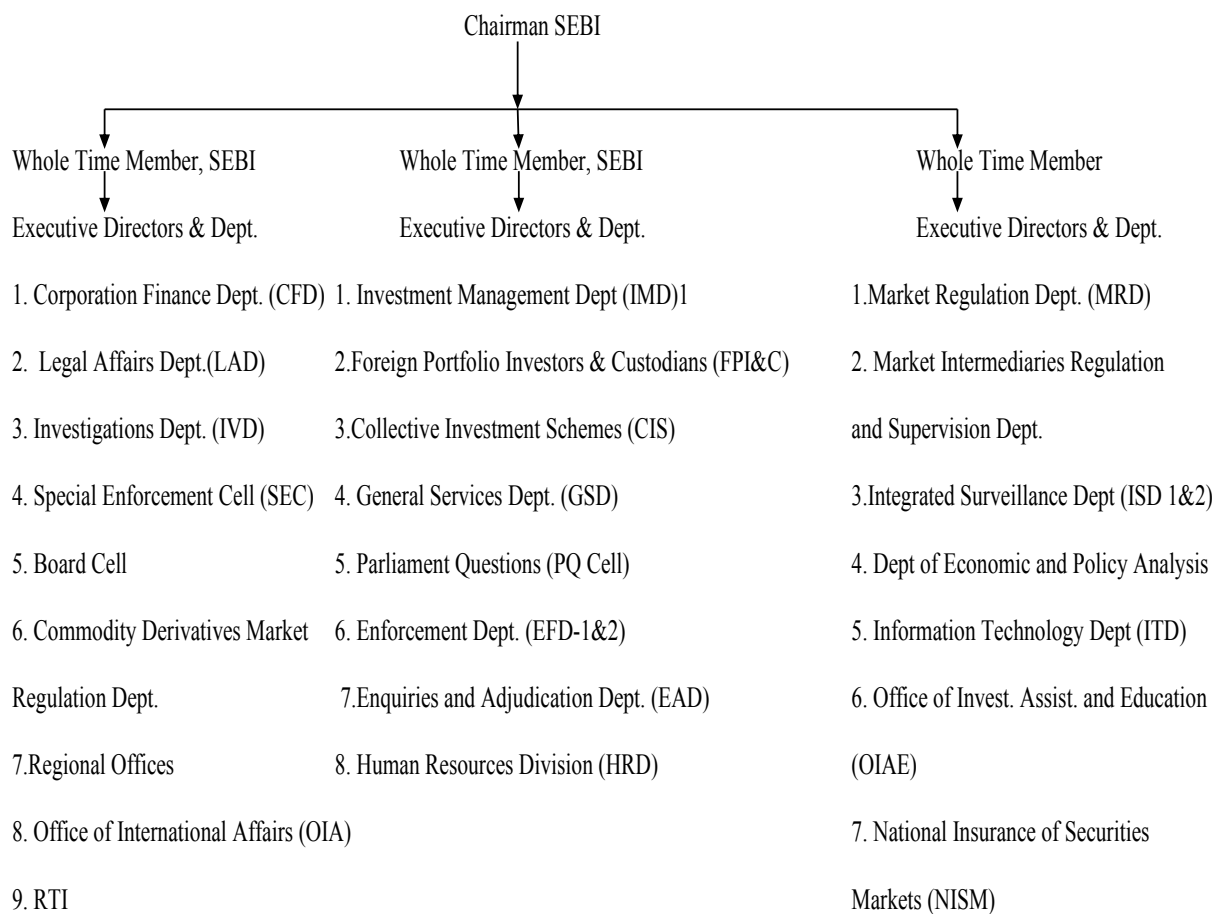 Chairman SEBI
Whole Time Member, SEBI
Executive Directors & Dept.
1. Corporation Finance Dept. (CFD)
2. Legal Affairs Dept.(LAD)
3. Investigations Dept. (IVD)
4. Special Enforcement Cell (SEC)
5. Board Cell
6. Commodity Derivatives Market
Regulation Dept.
7.Regional Offices
8. Office of International Affairs (OIA)
9. RTI
Whole Time Member, SEBI
Executive Directors & Dept.
1. Investment Management Dept (IMD)1
2.Foreign Portfolio Investors & Custodians (FPI&C)
3.Collective Investment Schemes (CIS)
4. General Services Dept. (GSD)
5. Parliament Questions (PQ Cell)
6. Enforcement Dept. (EFD-1&2)
7.Enquiries and Adjudication Dept. (EAD)
8. Human Resources Division (HRD)
Whole Time Member
Executive Directors & Dept.
1.Market Regulation Dept. (MRD)
2. Market Intermediaries Regulation
and Supervision Dept.
3.Integrated Surveillance Dept (ISD 1&2)
4. Dept of Economic and Policy Analysis
5. Information Technology Dept (ITD)
6. Office of Invest. Assist. and Education
(OIAE)
7. National Insurance of Securities
Markets (NISM)